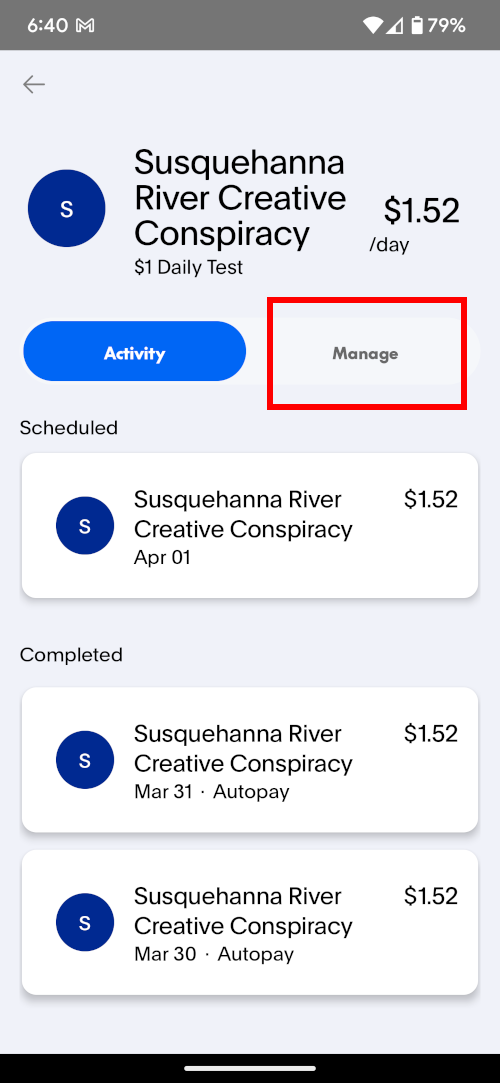 6:40 79%
S
Susquehanna
River Creative
Conspiracy
$1 Daily Test
$1.52
/day
Activity
Manage
Scheduled
S
Susquehanna River
Creative Conspiracy
Apr 01
$1.52
Completed
S
Susquehanna River
Creative Conspiracy
Mar 31 · Autopay
$1.52
S
Susquehanna River
Creative Conspiracy
Mar 30 · Autopay
$1.52